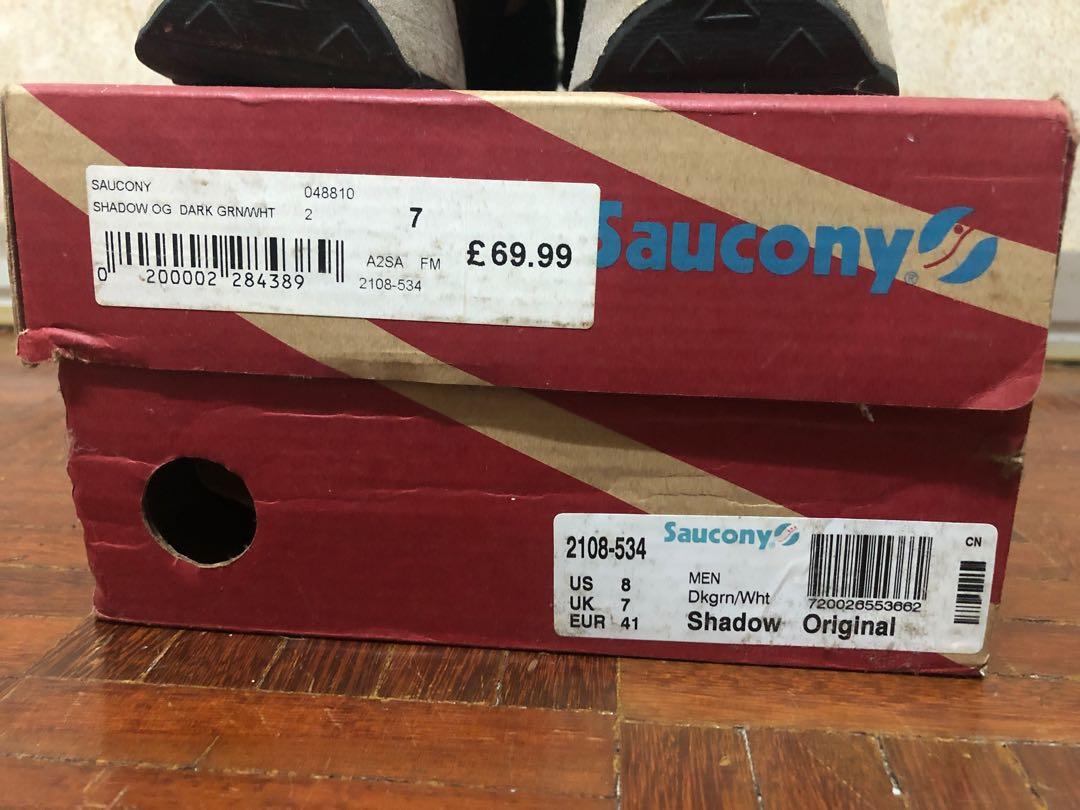 SAUCONY 048810
SHADOW OG DARK GRN/WHT 2 7
£69.99
A2SA FM
0 200002 284389 2108-534
Saucony®
Saucony
2108-534 CN
US 8 MEN
UK 7 Dkgrn/Wht 720026553662
EUR 41 Shadow Original